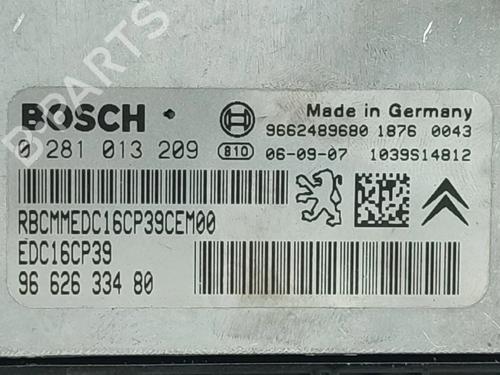 B-PARTS
BOSCH
Made in Germany
9662489680 1876 0043
0 281 013 209 810 06-09-07 1039S14812
RBCMMEDC16CP39CEM00
EDC16CP39
96 626 334 80